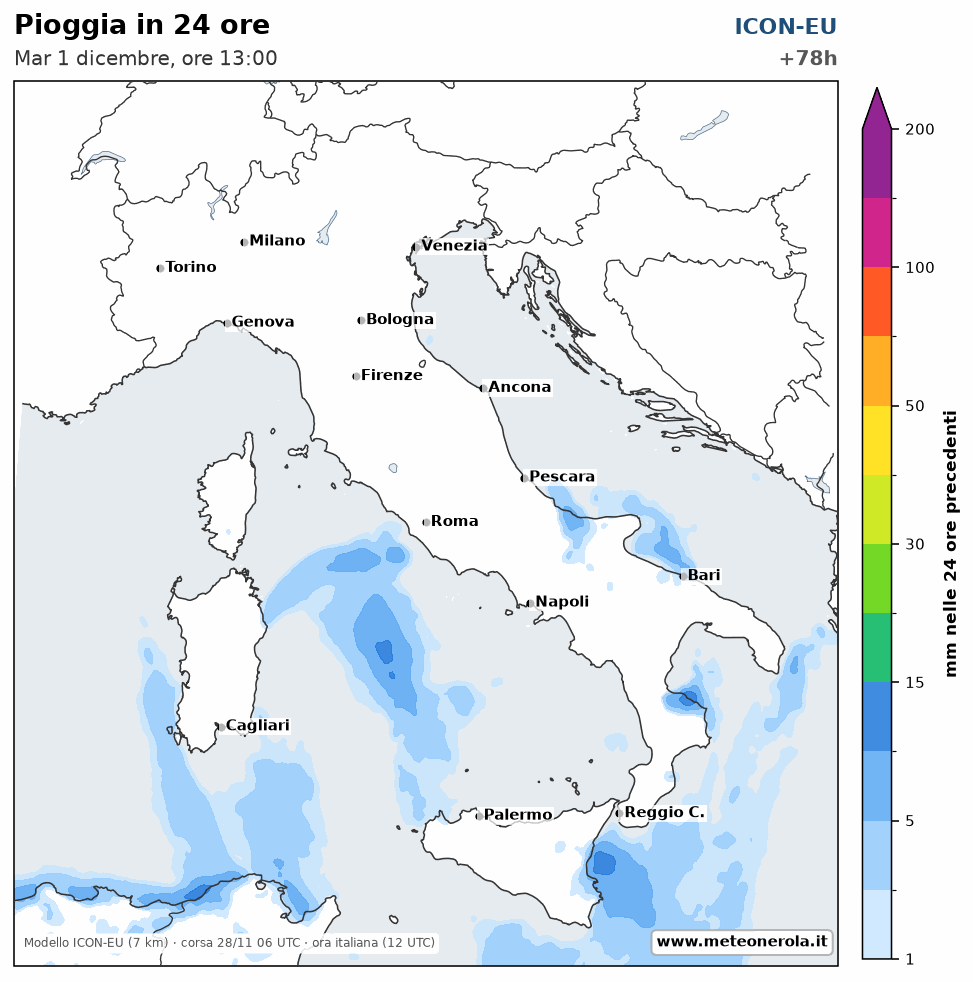 Pioggia in 24 ore
ICON-EU
Mar 1 dicembre, ore 13:00
+78h
Milano
Venezia
Torino
Genova
Bologna
Firenze
Ancona
Pescara
Roma
Bari
Napoli
Cagliari
Palermo
Reggio C.
200
100
50
30
15
5
1
mm nelle 24 ore precedenti
Modello ICON-EU (7 km) · corsa 28/11 06 UTC · ora italiana (12 UTC)
www.meteonerola.it